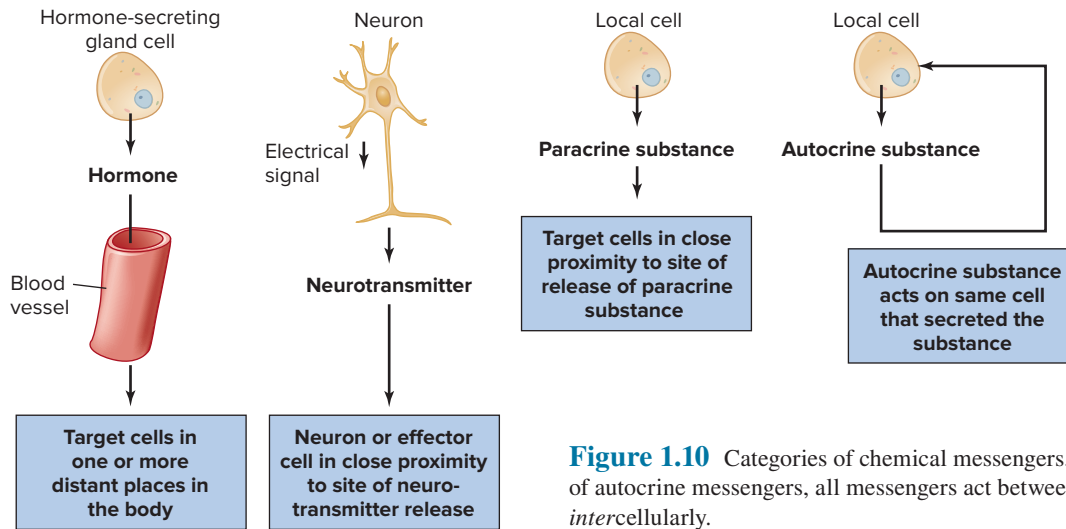 Hormone-secreting
gland cell
Hormone
Blood
vessel
Target cells in
one or more
distant places in
the body
Neuron
Electrical
signal
Neurotransmitter
Neuron or effector
cell in close proximity
to site of neuro-
transmitter release
Local cell
Paracrine substance
Target cells in close
proximity to site of
release of paracrine
substance
Local cell
Autocrine substance
Autocrine substance
acts on same cell
that secreted the
substance
Figure 1.10 Categories of chemical messengers.
of autocrine messengers, all messengers act betwee
intercellularly.